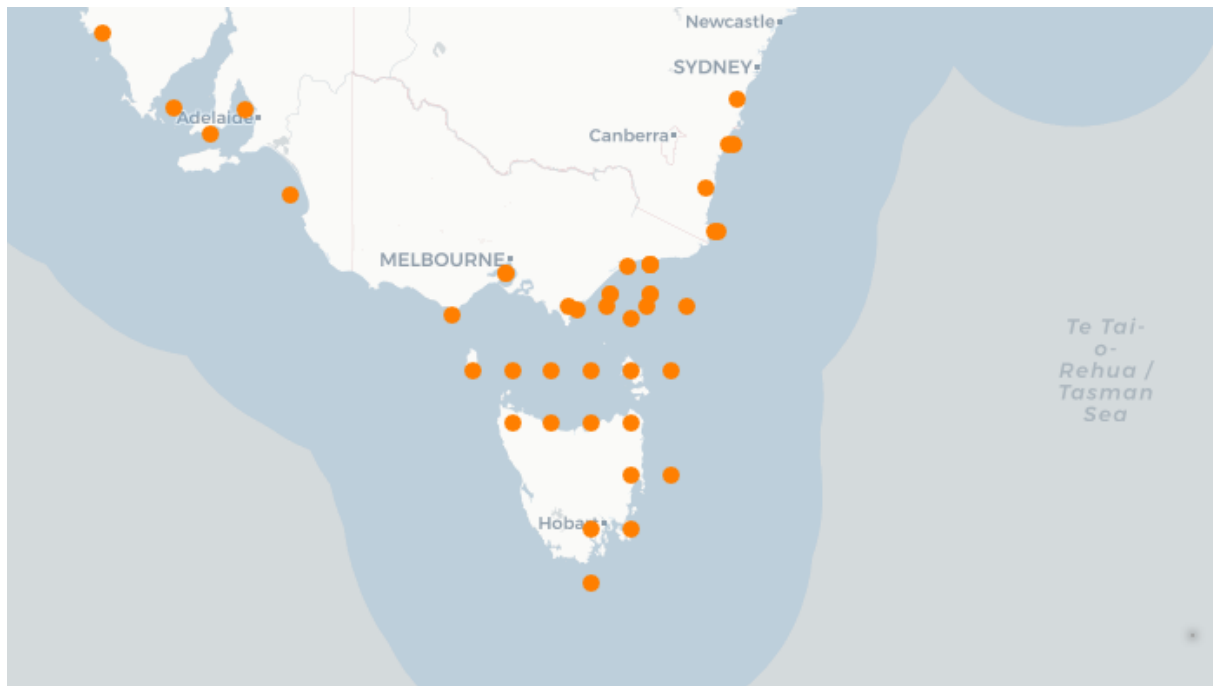 Newcastle
SYDNEY
Adelaide
Canberra
MELBOURNE
Te Tai-
o-
Rehua /
Tasman
Sea
Hobart